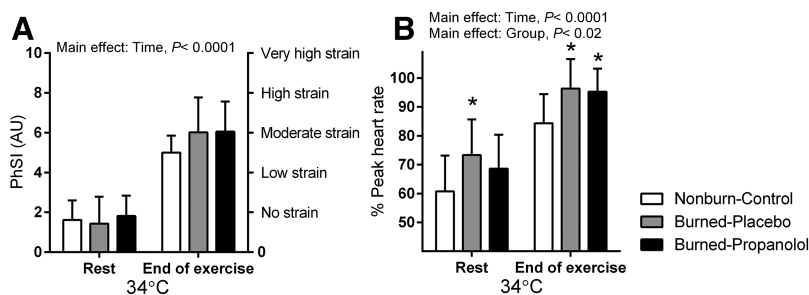 A
Main effect: Time, P< 0.0001
PhSI (AU)
10
8
6
4
2
0
Very high strain
High strain
Moderate strain
Low strain
No strain
0
Rest
End of exercise
34°C
B
Main effect: Time, P< 0.0001
Main effect: Group, P< 0.02
% Peak heart rate
100
90
80
70
60
50
*
*
*
Rest
End of exercise
34°C
Nonburn-Control
Burned-Placebo
Burned-Propanolol